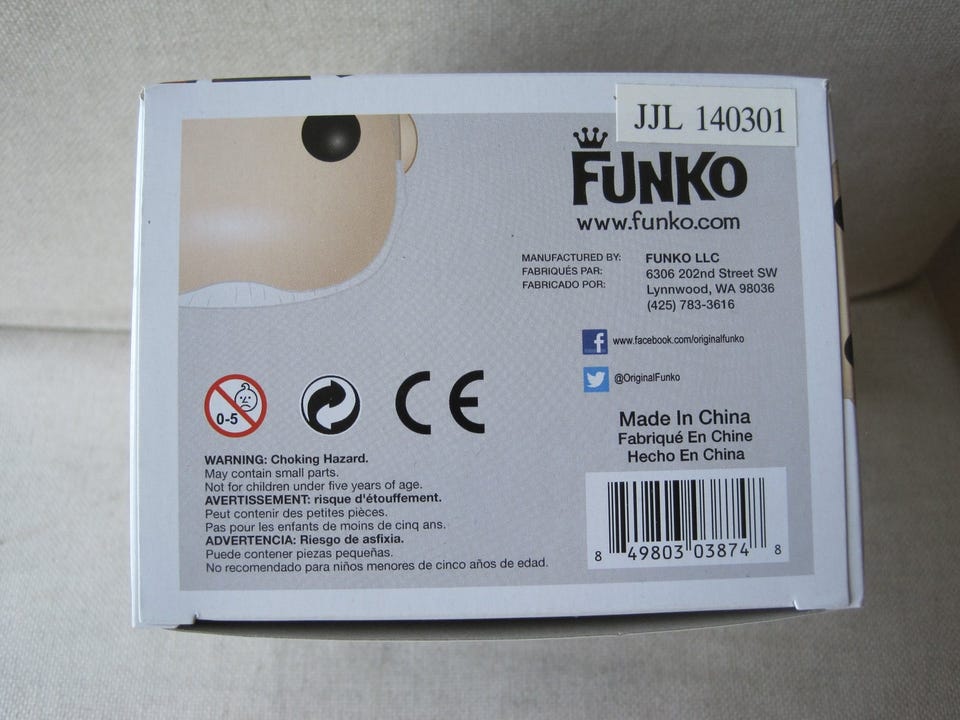 JJL 140301
FUNKO
www.funko.com
MANUFACTURED BY: FUNKO LLC
FABRIQUÉS PAR: 6306 202nd Street SW
FABRICADO POR: Lynnwood, WA 98036
(425) 783-3616
www.facebook.com/originalfunko
@OriginalFunko
0-5
CE
Made In China
Fabriqué En Chine
Hecho En China
WARNING: Choking Hazard.
May contain small parts.
Not for children under five years of age.
AVERTISSEMENT: risque d'étouffement.
Peut contenir des petites pièces.
Pas pour les enfants de moins de cinq ans.
ADVERTENCIA: Riesgo de asfixia.
Puede contener piezas pequeñas.
No recomendado para niños menores de cinco años de edad.
8 49803 03874 8